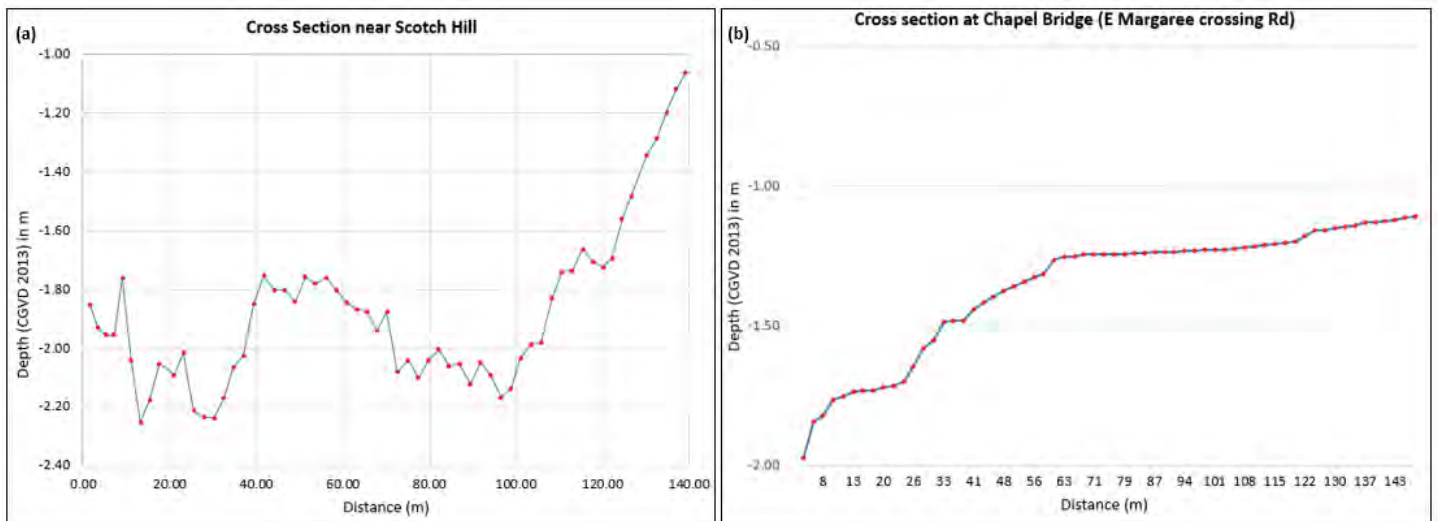 (a)
Cross Section near Scotch Hill
-1.00
-1.20
-1.40
-1.60
-1.80
-2.00
-2.20
-2.40
Depth (CGVD 2013) in m
0.00 20.00 40.00 60.00 80.00 100.00 120.00 140.00
Distance (m)
(b)
Cross section at Chapel Bridge (E Margaree crossing Rd)
-0.50
-1.00
-1.50
-2.00
Depth (CGVD 2013) in m
8 13 20 26 33 41 48 56 63 71 79 87 94 101 108 115 122 130 137 143
Distance (m)